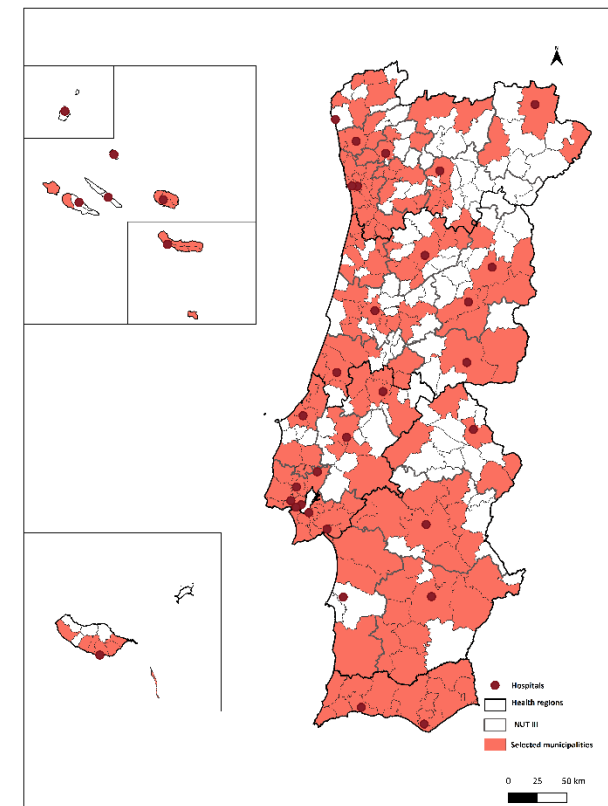 N
Hospitals
Health regions
NUT III
Selected municipalities
0 25 50 km